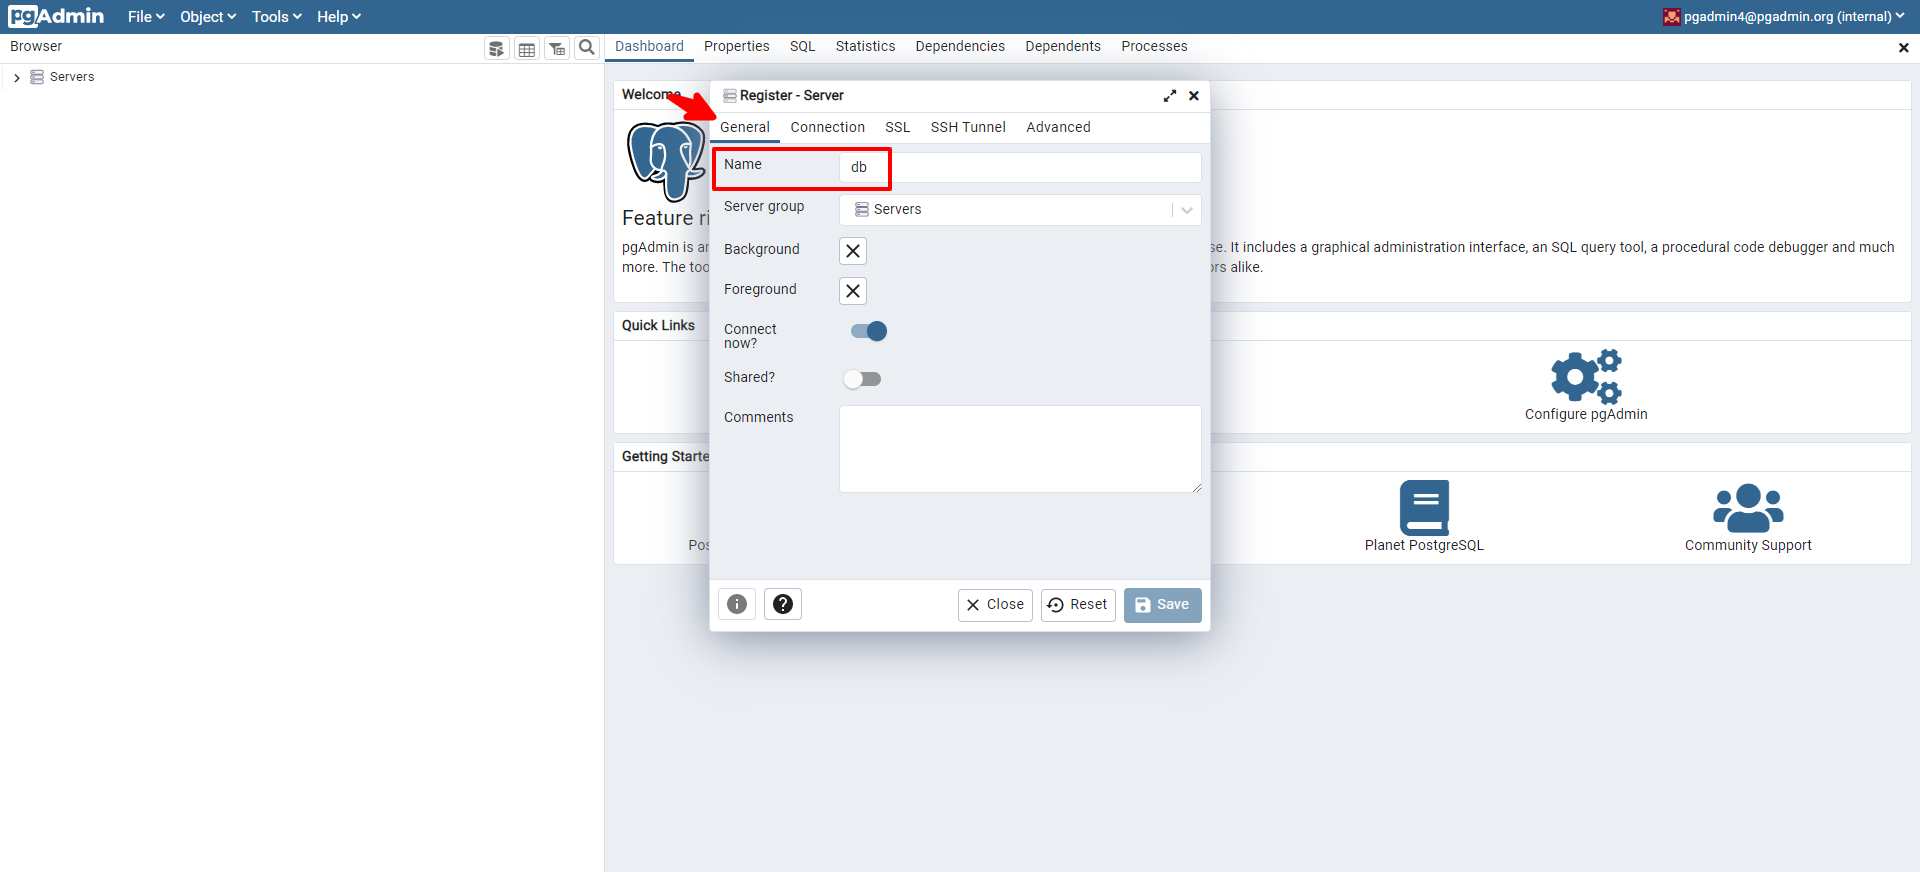 pgAdmin File Object Tools Help pgadmin4@pgadmin.org (internal)
Browser Dashboard Properties SQL Statistics Dependencies Dependents Processes
Servers
Welcome
Register - Server
General Connection SSL SSH Tunnel Advanced
Name db
Server group Servers
Feature ri
Background
pgAdmin is an
se. It includes a graphical administration interface, an SQL query tool, a procedural code debugger and much
more. The too
ors alike.
Foreground
Quick Links
Connect
now?
Shared?
Comments
Configure pgAdmin
Getting Starte
Pos
Planet PostgreSQL Community Support
Close Reset Save